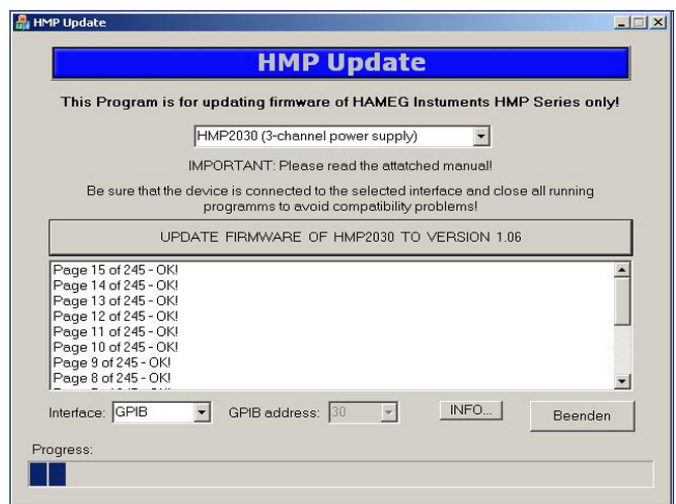 HMP Update
HMP Update
This Program is for updating firmware of HAMEG Instuments HMP Series only!
HMP2030 (3-channel power supply)
IMPORTANT: Please read the attatched manual!
Be sure that the device is connected to the selected interface and close all running
programms to avoid compatibility problems!
UPDATE FIRMWARE OF HMP2030 TO VERSION 1.06
Page 15 of 245 - OK!
Page 14 of 245 - OK!
Page 13 of 245 - OK!
Page 12 of 245 - OK!
Page 11 of 245 - OK!
Page 10 of 245 - OK!
Page 9 of 245 - OK!
Page 8 of 245 - OK!
Interface: GPIB GPIB address: 30 INFO... Beenden
Progress: